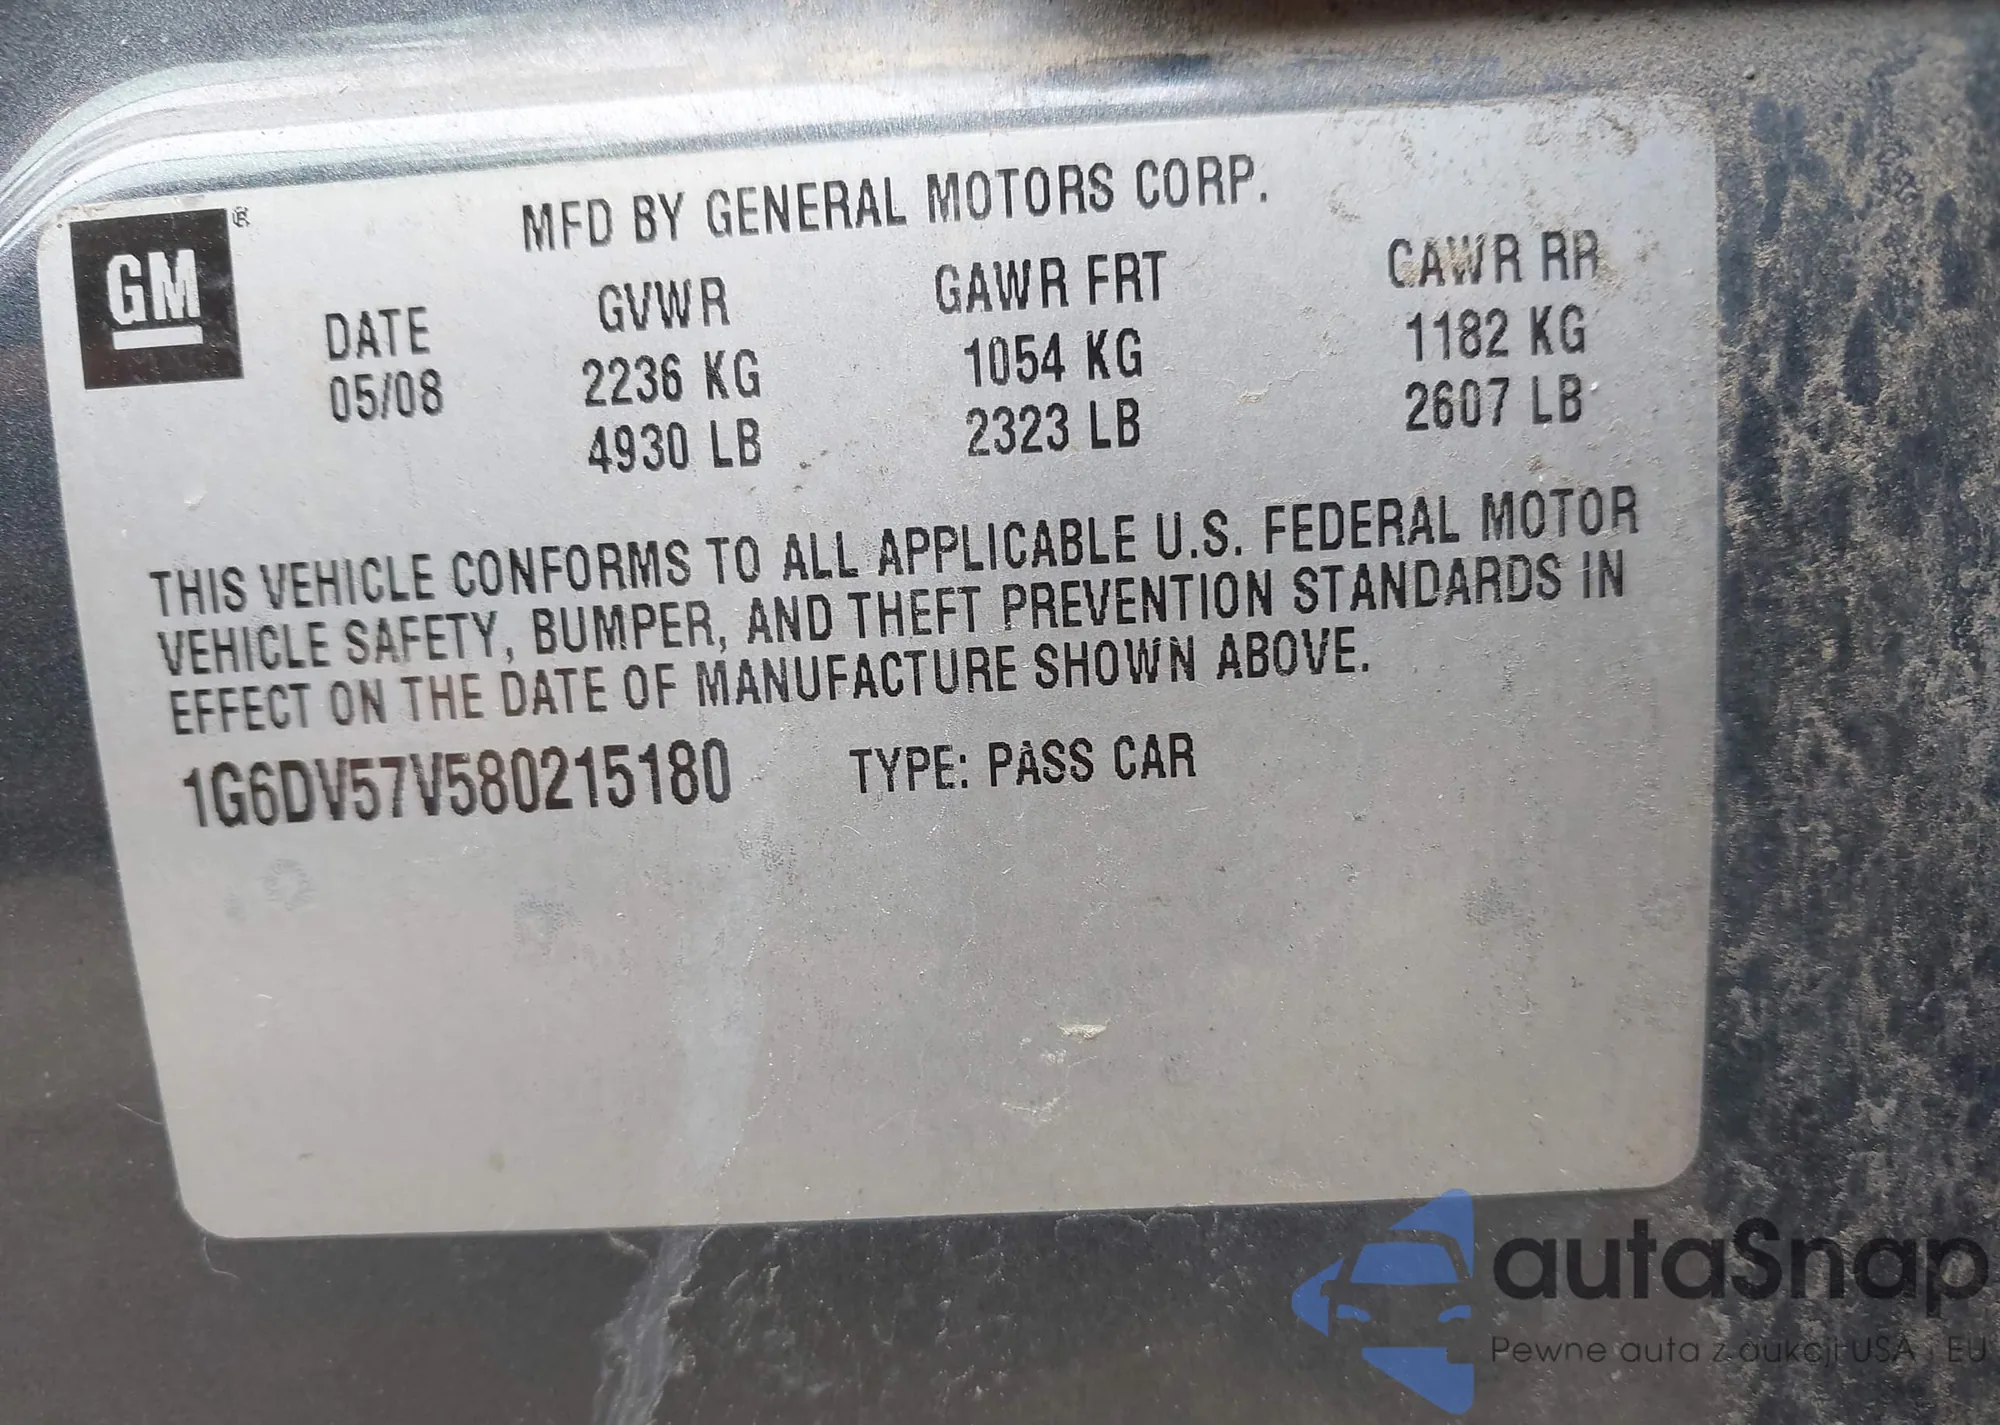 GM ®
MFD BY GENERAL MOTORS CORP.
DATE GVWR GAWR FRT GAWR RR
05/08 2236 KG 1054 KG 1182 KG
4930 LB 2323 LB 2607 LB
THIS VEHICLE CONFORMS TO ALL APPLICABLE U.S. FEDERAL MOTOR
VEHICLE SAFETY, BUMPER, AND THEFT PREVENTION STANDARDS IN
EFFECT ON THE DATE OF MANUFACTURE SHOWN ABOVE.
1G6DV57V580215180 TYPE: PASS CAR
autaSnap
Pewne auta z aukcji USA i EU